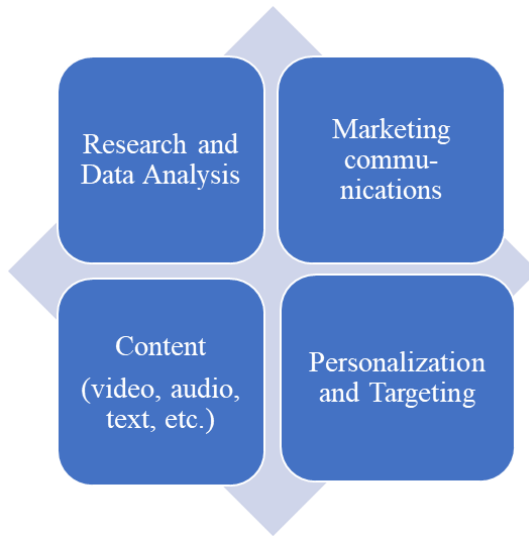 Research and
Data Analysis
Marketing
commu-
nications
Content
(video, audio,
text, etc.)
Personalization
and Targeting